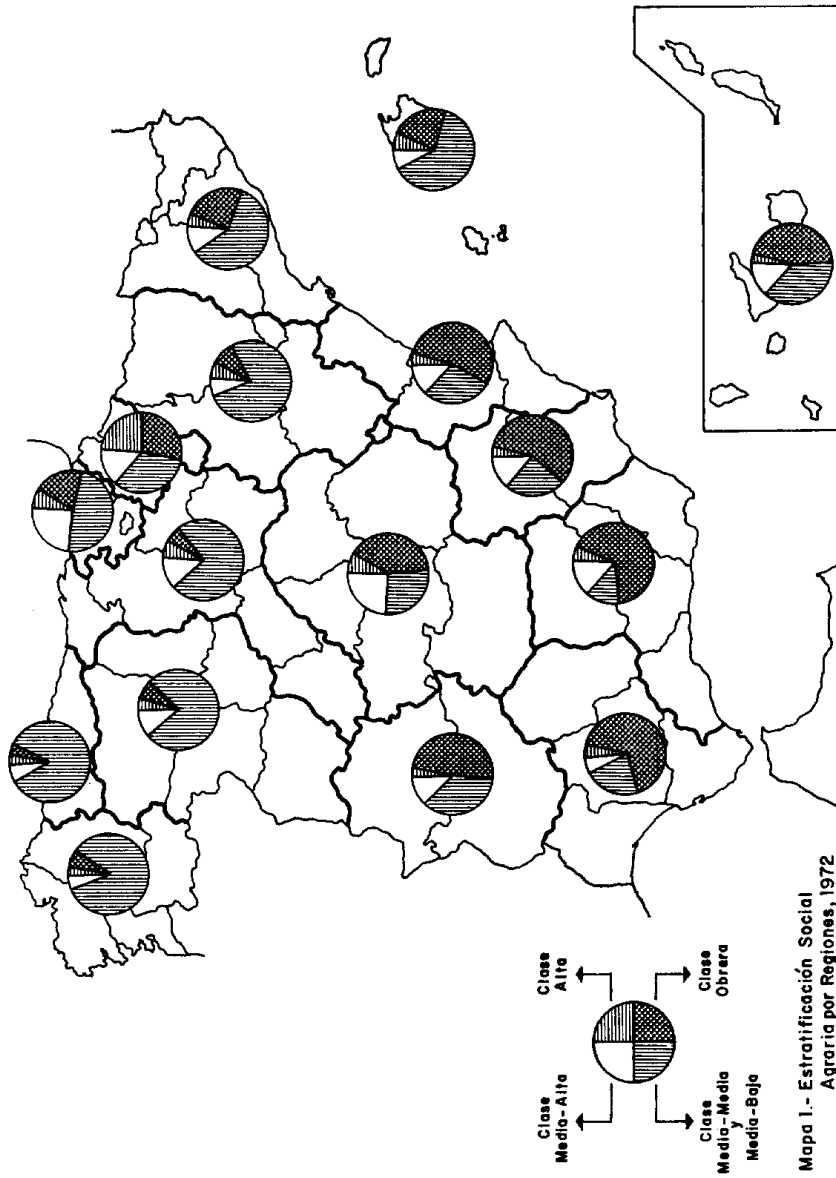 Clase
Alta
Clase
Media-Alta
Clase
Obrera
Clase
Media-Media
y
Media-Baja
Mapa 1.- Estratificación Social
Agraria por Regiones, 1972